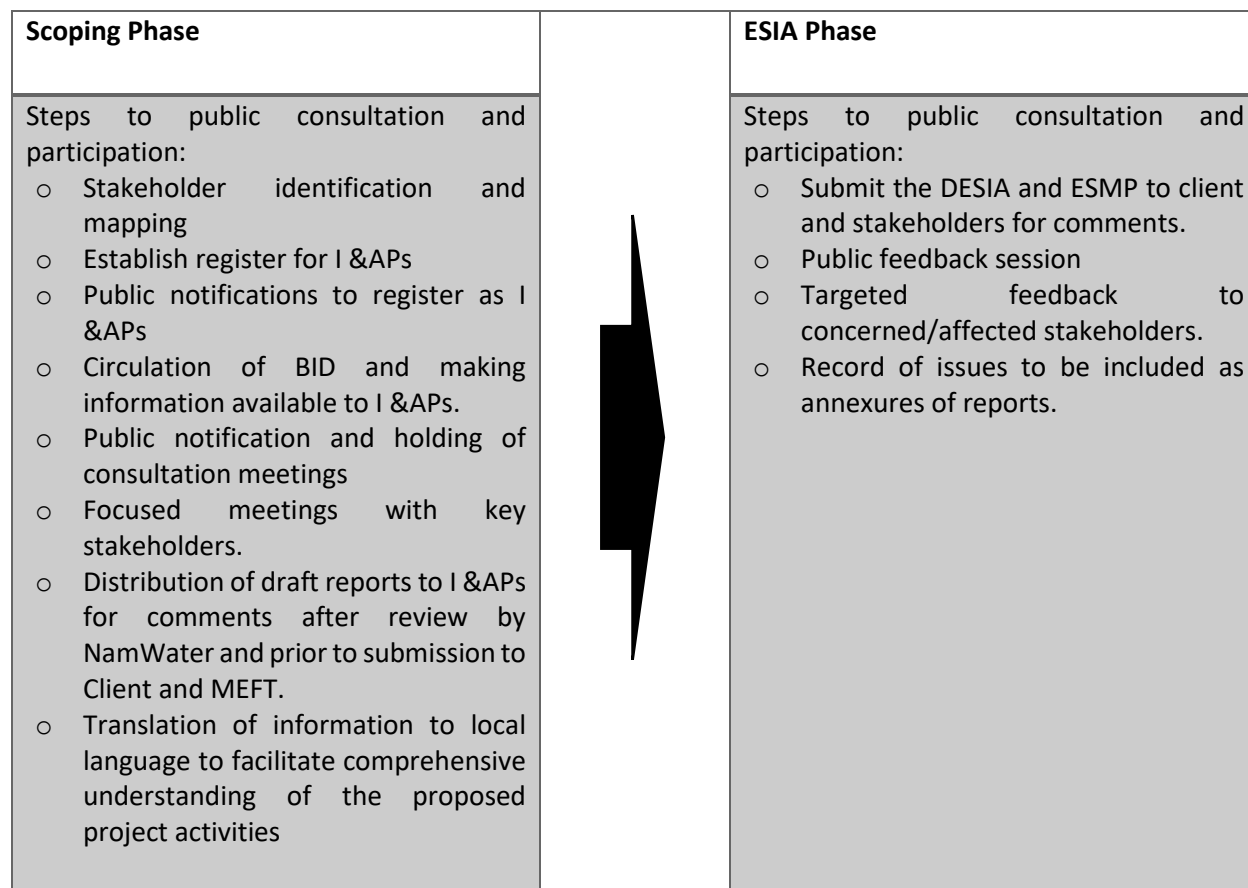 Scoping Phase
Steps to public consultation and
participation:
o Stakeholder identification and
mapping
o Establish register for I &APs
o Public notifications to register as I
&APs
o Circulation of BID and making
information available to I &APs.
o Public notification and holding of
consultation meetings
o Focused meetings with key
stakeholders.
o Distribution of draft reports to I &APs
for comments after review by
NamWater and prior to submission to
Client and MEFT.
o Translation of information to local
language to facilitate comprehensive
understanding of the proposed
project activities
ESIA Phase
Steps to public consultation and
participation:
o Submit the DESIA and ESMP to client
and stakeholders for comments.
o Public feedback session
o Targeted feedback to
concerned/affected stakeholders.
o Record of issues to be included as
annexures of reports.